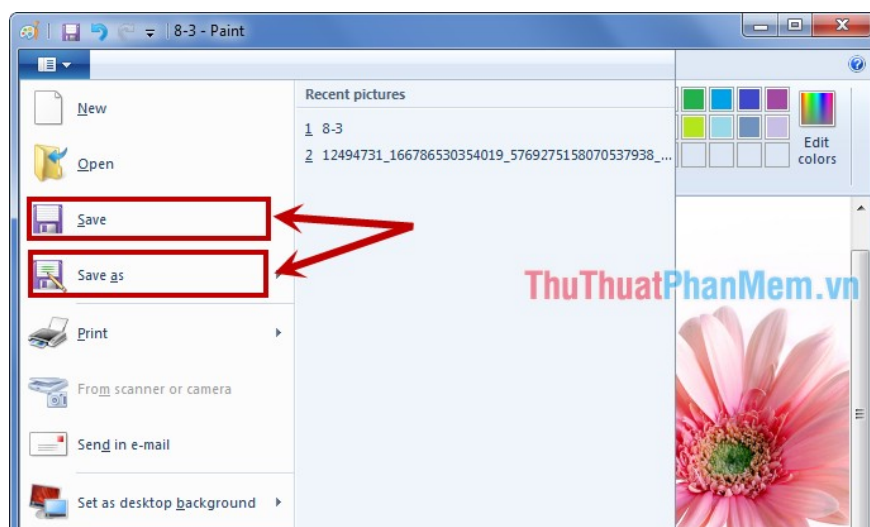 8-3 - Paint
New
Open
Save
Save as
Print
From scanner or camera
Send in e-mail
Set as desktop background
Recent pictures
1 8-3
2 12494731_166786530354019_5769275158070537938_...
Edit
colors
ThuThuatPhanMem.vn